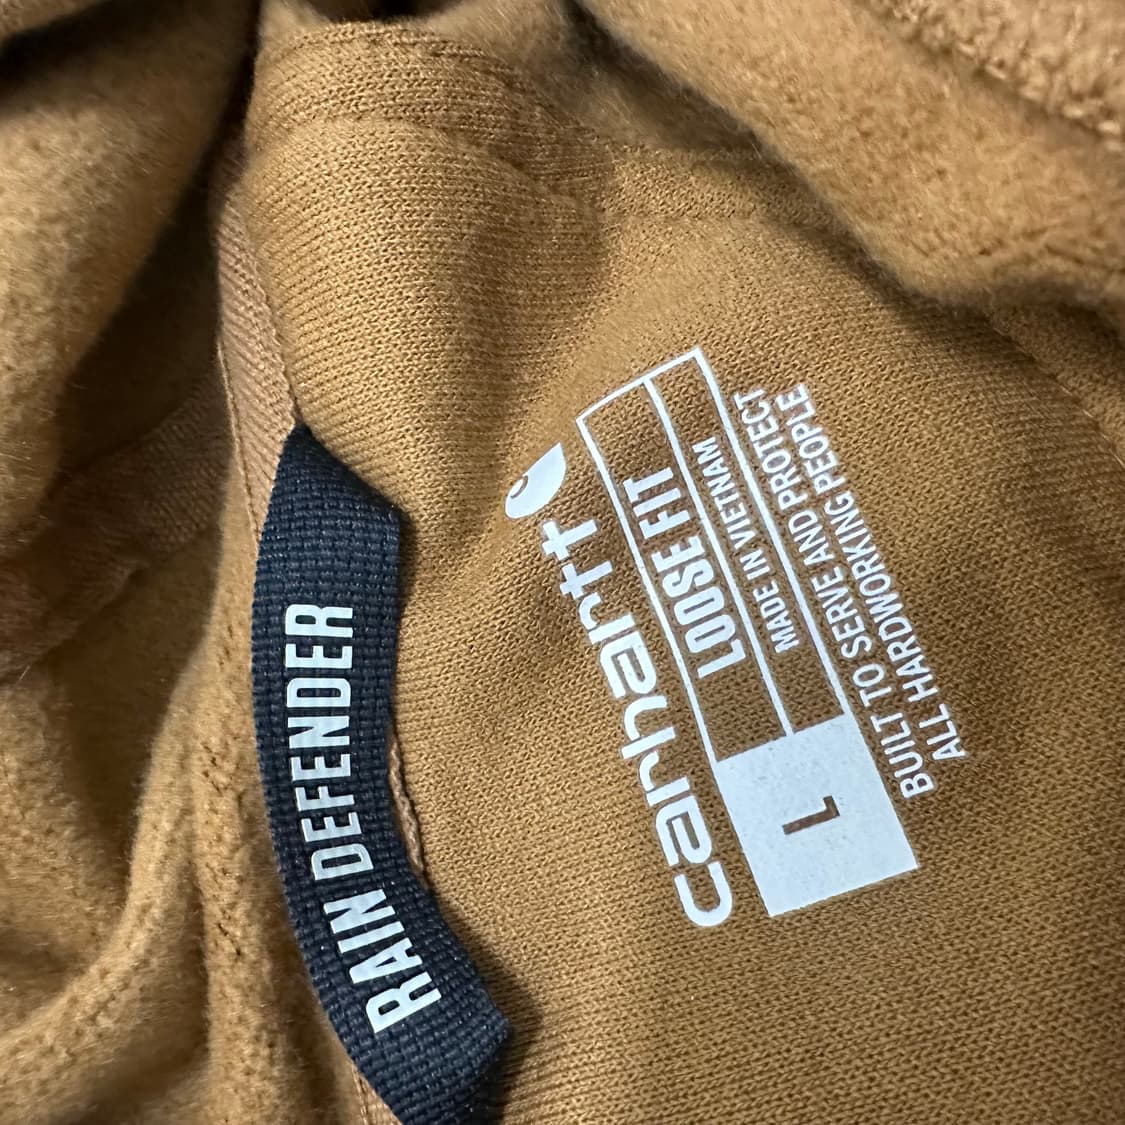 RAIN DEFENDER
carhartt
LOOSE FIT
MADE IN VIETNAM
L
BUILT TO SERVE AND PROTECT
ALL HARDWORKING PEOPLE